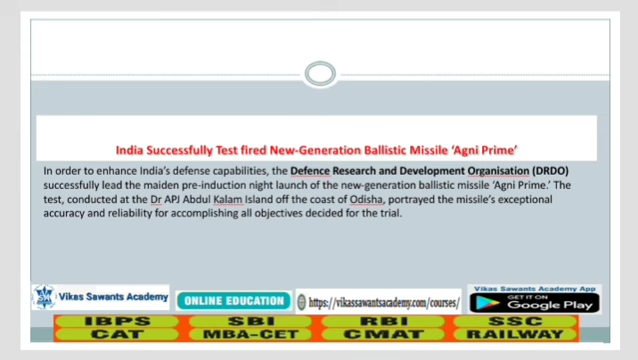 India Successfully Test fired New-Generation Ballistic Missile ‘Agni Prime’
In order to enhance India’s defense capabilities, the Defence Research and Development Organisation (DRDO)
successfully lead the maiden pre-induction night launch of the new-generation ballistic missile ‘Agni Prime.’ The
test, conducted at the Dr APJ Abdul Kalam Island off the coast of Odisha, portrayed the missile’s exceptional
accuracy and reliability for accomplishing all objectives decided for the trial.
Vikas Sawants Academy
ONLINE EDUCATION
https://vikassawantsacademy.com/courses/
Vikas Sawants Academy App
GET IT ON
Google Play
IBPS SBI RBI SSC
CAT MBA-CET CMAT RAILWAY